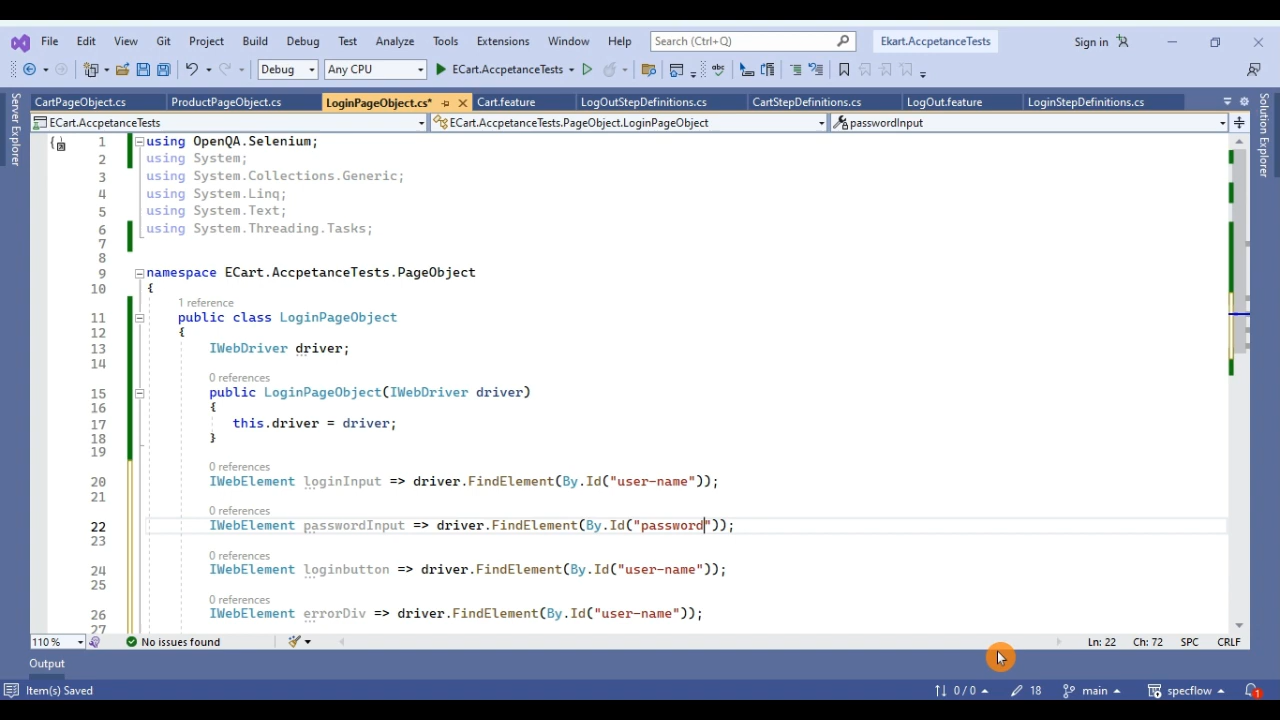 File Edit View Git Project Build Debug Test Analyze Tools Extensions Window Help Search (Ctrl+Q) Ekart.AccpetanceTests Sign in
Debug Any CPU ECart.AccpetanceTests
CartPageObject.cs ProductPageObject.cs LoginPageObject.cs* Cart.feature LogOutStepDefinitions.cs CartStepDefinitions.cs LogOut.feature LoginStepDefinitions.cs
ECart.AccpetanceTests ECart.AccpetanceTests.PageObject.LoginPageObject passwordInput
Server Explorer
Solution Explorer
1 using OpenQA.Selenium;
2 using System;
3 using System.Collections.Generic;
4 using System.Linq;
5 using System.Text;
6 using System.Threading.Tasks;
7
8
9 namespace ECart.AccpetanceTests.PageObject
10 {
1 reference
11 public class LoginPageObject
12 {
13 IWebDriver driver;
14
0 references
15 public LoginPageObject(IWebDriver driver)
16 {
17 this.driver = driver;
18 }
19
0 references
20 IWebElement loginInput => driver.FindElement(By.Id("user-name"));
21
0 references
22 IWebElement passwordInput => driver.FindElement(By.Id("password"));
23
0 references
24 IWebElement loginbutton => driver.FindElement(By.Id("user-name"));
25
0 references
26 IWebElement errorDiv => driver.FindElement(By.Id("user-name"));
27
110 % No issues found Ln: 22 Ch: 72 SPC CRLF
Output
Item(s) Saved 0 / 0 18 main specflow 1